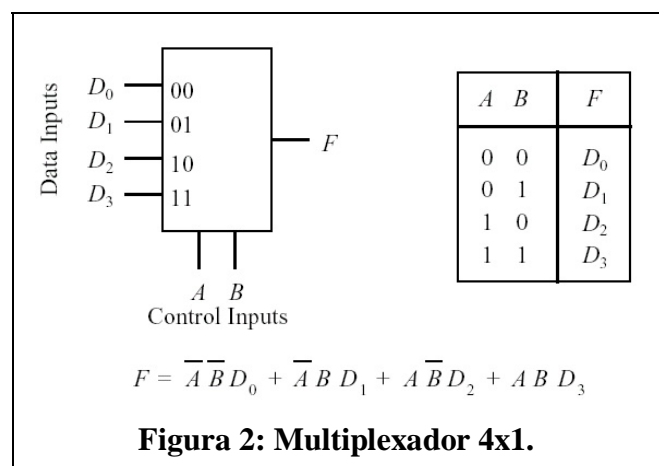 Data Inputs
D₀ 00
D₁ 01
D₂ 10
D₃ 11
F
A B
Control Inputs
A B F
0 0 D₀
0 1 D₁
1 0 D₂
1 1 D₃
F = A̅ B̅ D₀ + A̅ B D₁ + A B̅ D₂ + A B D₃
Figura 2: Multiplexador 4x1.